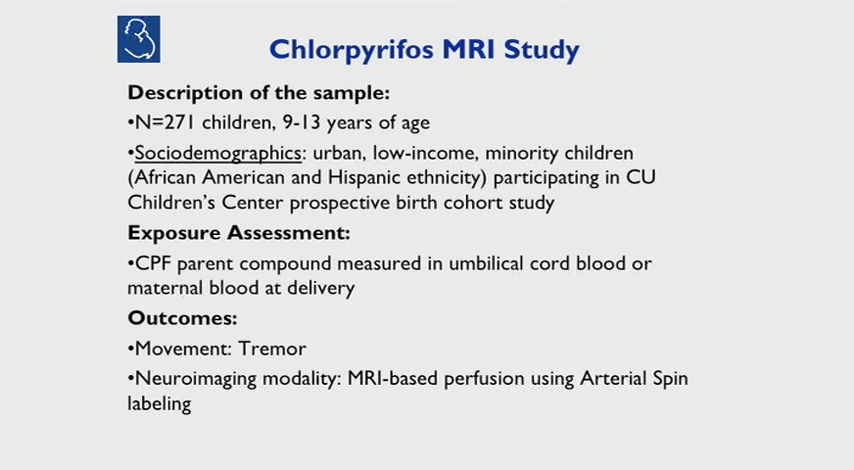 Chlorpyrifos MRI Study
Description of the sample:
•N=271 children, 9-13 years of age
•Sociodemographics: urban, low-income, minority children
(African American and Hispanic ethnicity) participating in CU
Children's Center prospective birth cohort study
Exposure Assessment:
•CPF parent compound measured in umbilical cord blood or
maternal blood at delivery
Outcomes:
•Movement: Tremor
•Neuroimaging modality: MRI-based perfusion using Arterial Spin
labeling